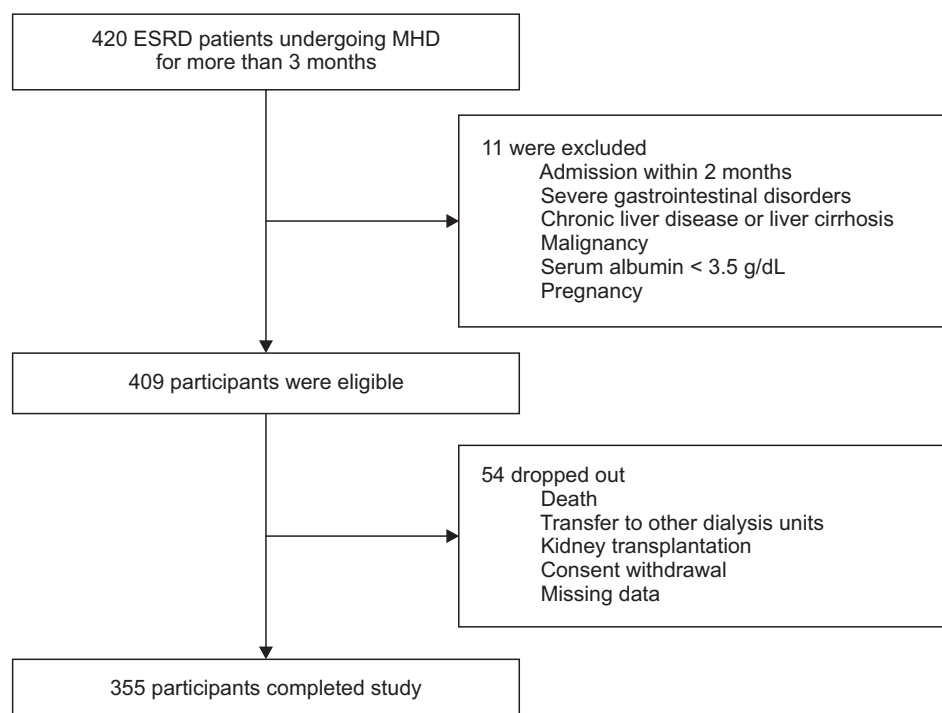 420 ESRD patients undergoing MHD
for more than 3 months
11 were excluded
Admission within 2 months
Severe gastrointestinal disorders
Chronic liver disease or liver cirrhosis
Malignancy
Serum albumin < 3.5 g/dL
Pregnancy
409 participants were eligible
54 dropped out
Death
Transfer to other dialysis units
Kidney transplantation
Consent withdrawal
Missing data
355 participants completed study